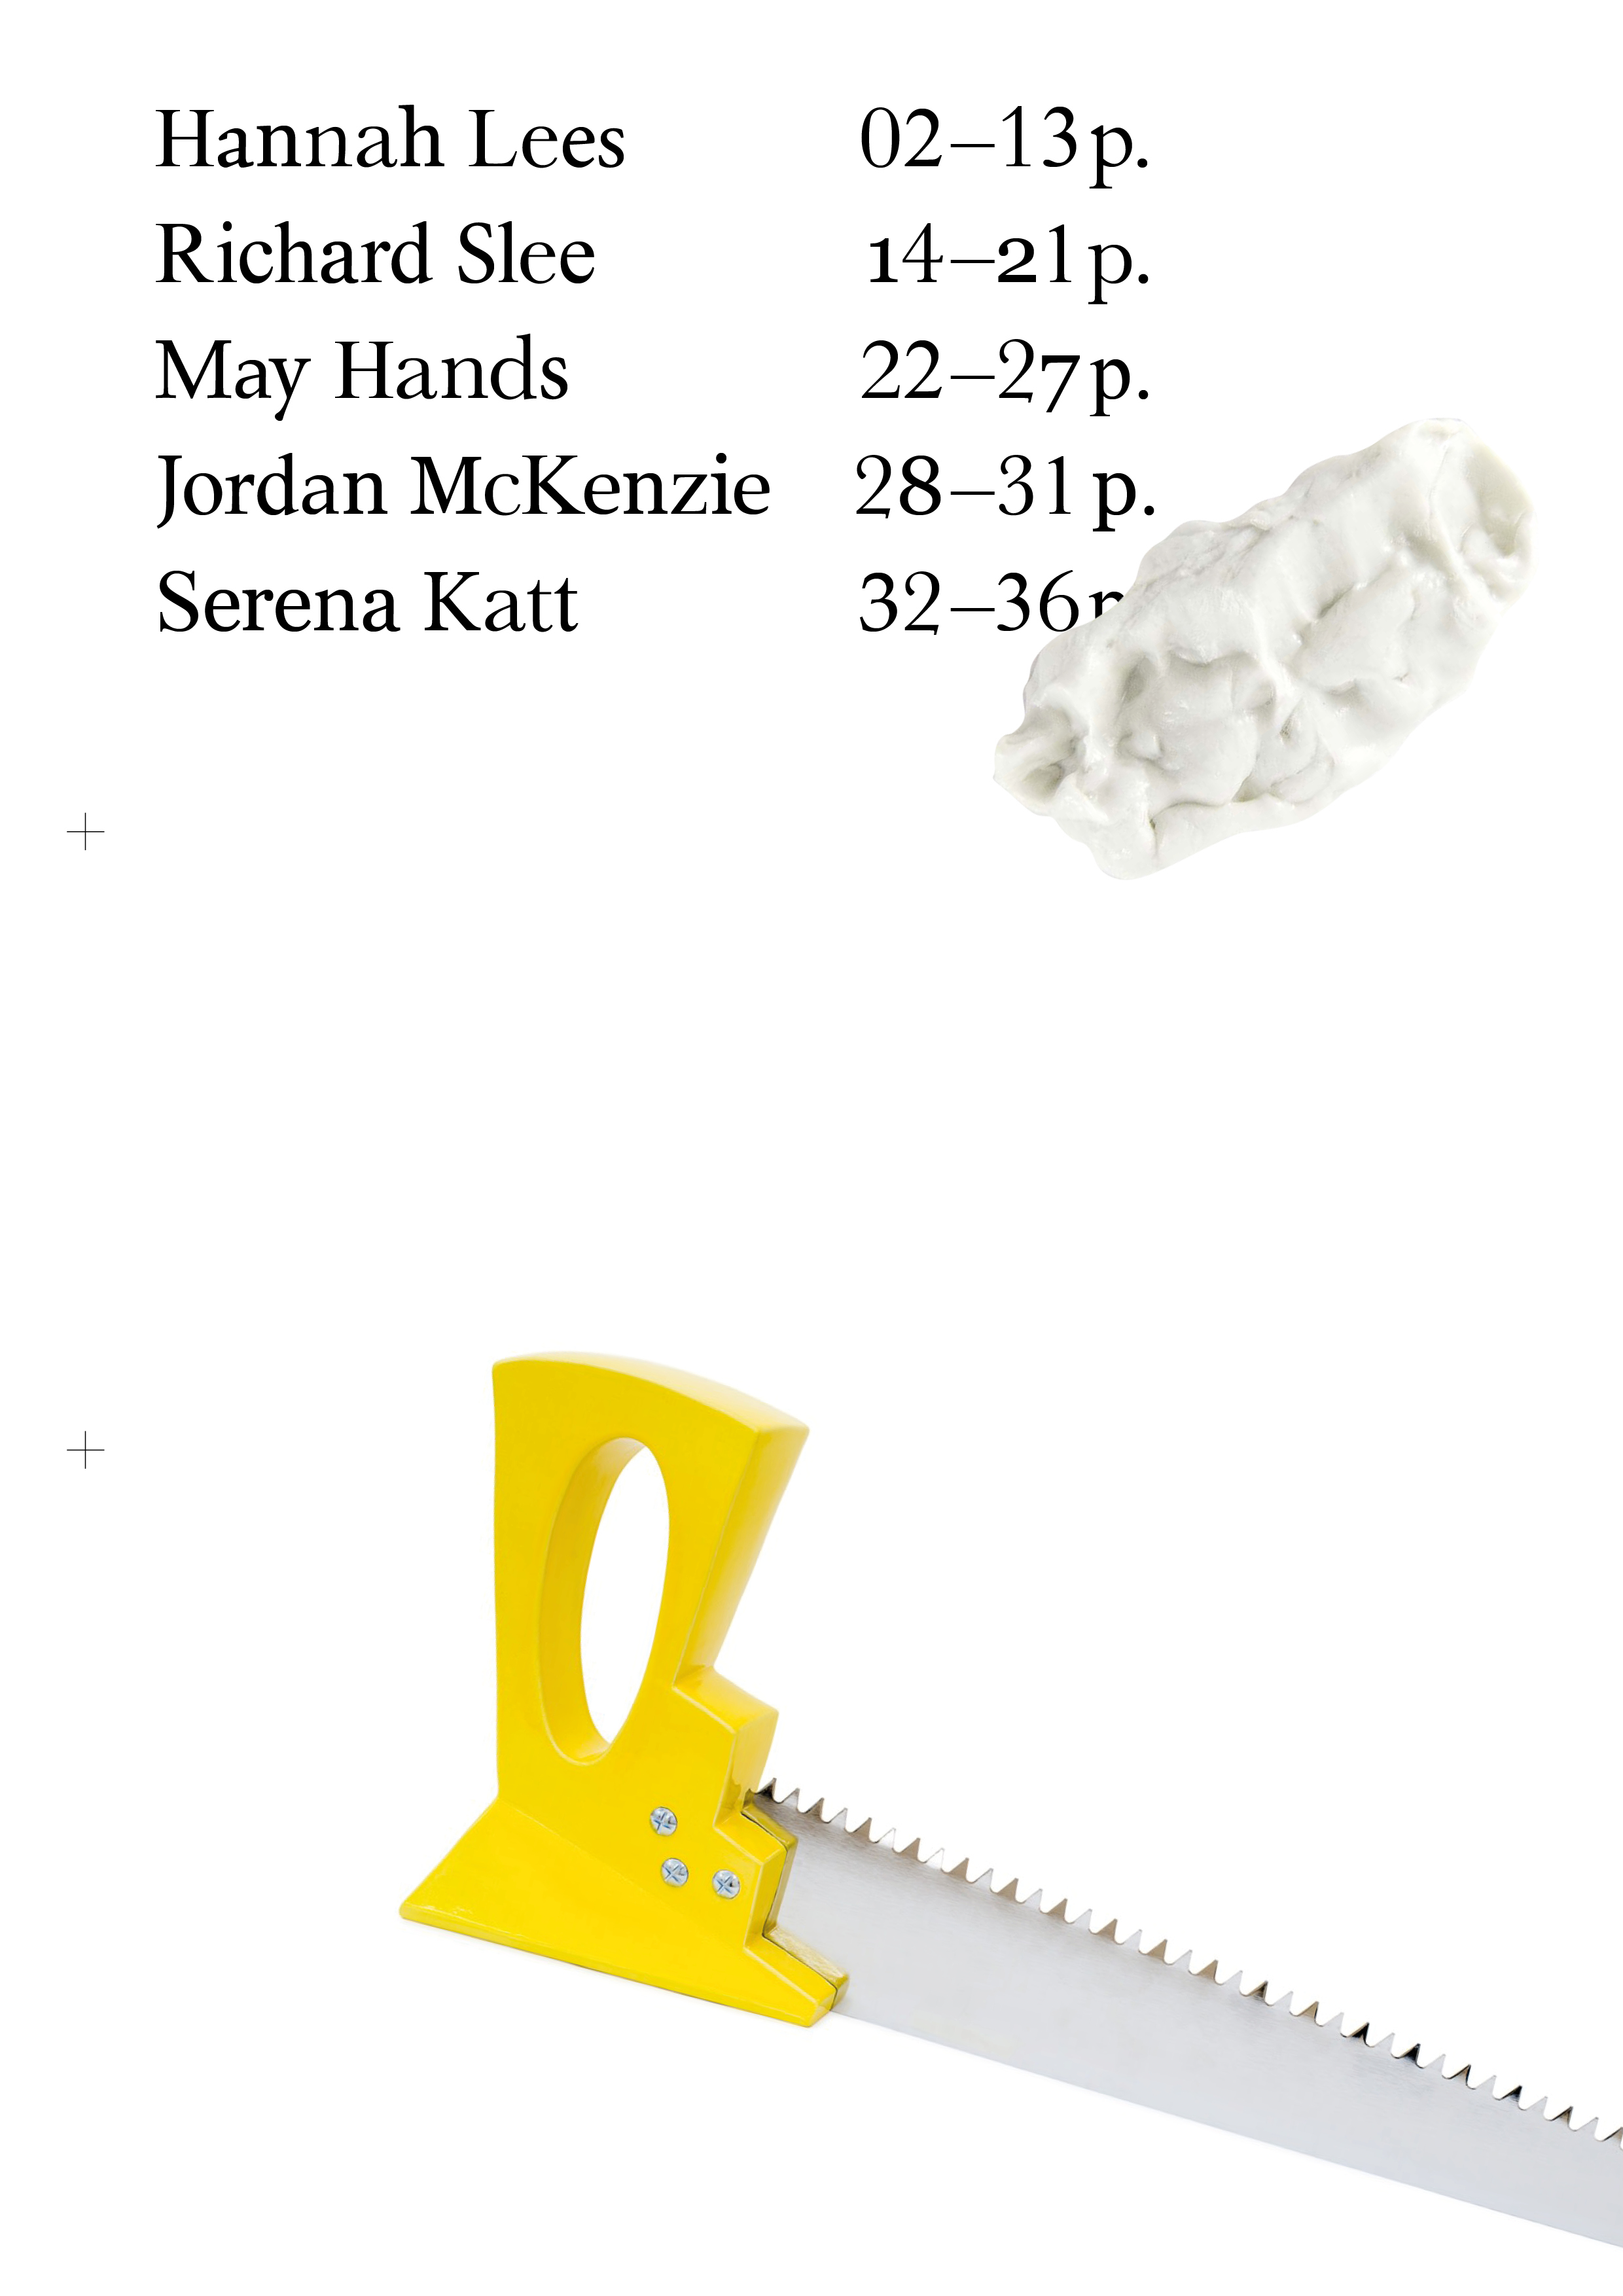 Hannah Lees 02–13 p.
Richard Slee 14–21 p.
May Hands 22–27 p.
Jordan McKenzie 28–31 p.
Serena Katt 32–36